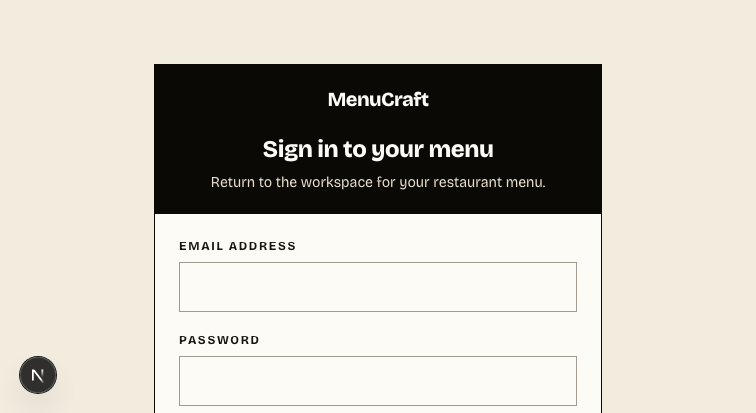 MenuCraft
Sign in to your menu
Return to the workspace for your restaurant menu.
EMAIL ADDRESS
PASSWORD
N